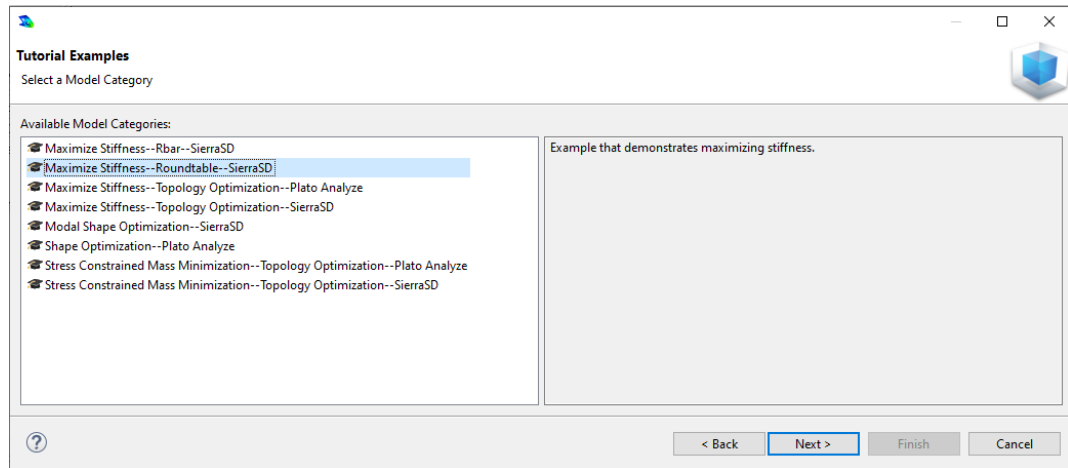 Tutorial Examples
Select a Model Category
Available Model Categories:
Maximize Stiffness--Rbar--SierraSD
Maximize Stiffness--Roundtable--SierraSD
Maximize Stiffness--Topology Optimization--Plato Analyze
Maximize Stiffness--Topology Optimization--SierraSD
Modal Shape Optimization--SierraSD
Shape Optimization--Plato Analyze
Stress Constrained Mass Minimization--Topology Optimization--Plato Analyze
Stress Constrained Mass Minimization--Topology Optimization--SierraSD
Example that demonstrates maximizing stiffness.
?
< Back
Next >
Finish
Cancel